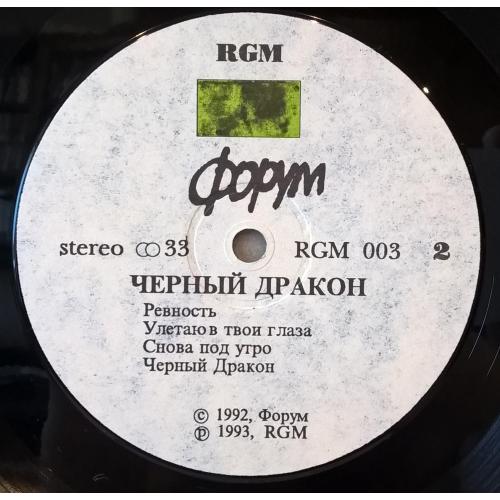 RGM
Форум
stereo 33 RGM 003 2
ЧЕРНЫЙ ДРАКОН
Ревность
Улетаю в твои глаза
Снова под утро
Черный Дракон
© 1992, Форум
℗ 1993, RGM